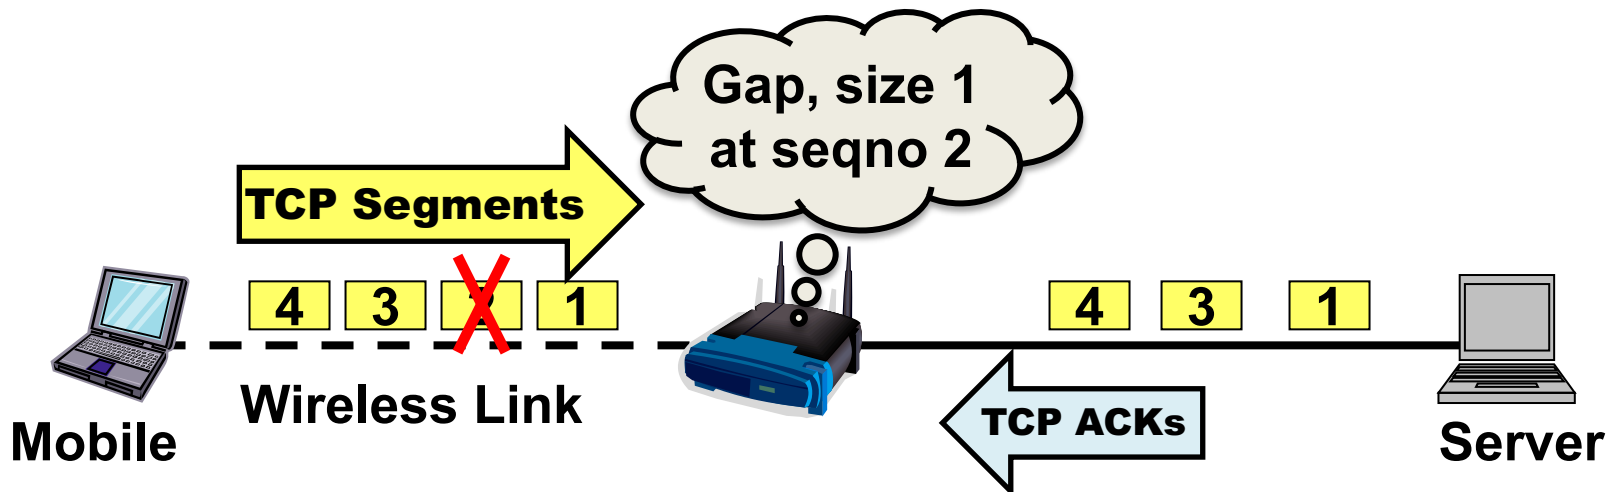 Gap, size 1
at seqno 2
TCP Segments
4 3 2 1
4 3 1
Wireless Link
TCP ACKs
Mobile
Server